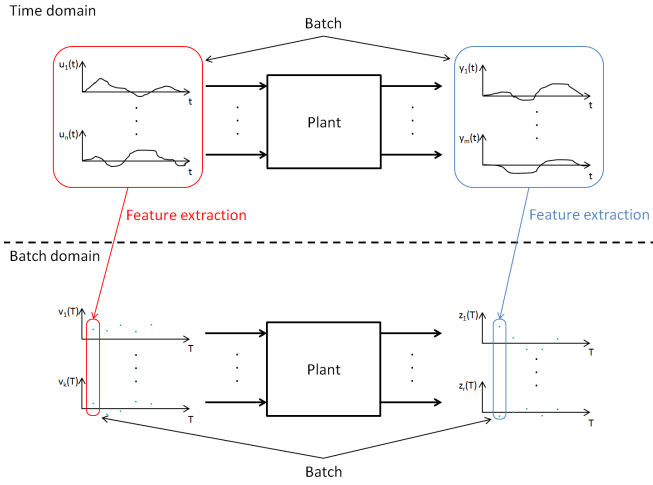 Time domain
Batch
u₁(t)
t
uₙ(t)
t
Plant
y₁(t)
t
yₘ(t)
t
Feature extraction
Feature extraction
Batch domain
v₁(T)
T
vₖ(T)
T
Plant
z₁(T)
T
zᵣ(T)
T
Batch